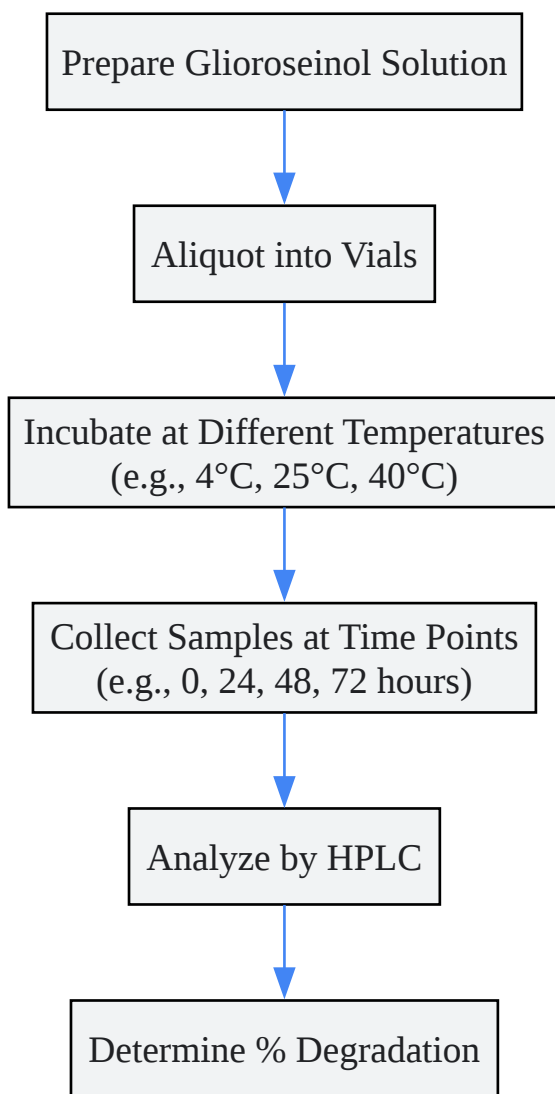 Prepare Glioroseinol Solution
Aliquot into Vials
Incubate at Different Temperatures
(e.g., 4°C, 25°C, 40°C)
Collect Samples at Time Points
(e.g., 0, 24, 48, 72 hours)
Analyze by HPLC
Determine % Degradation